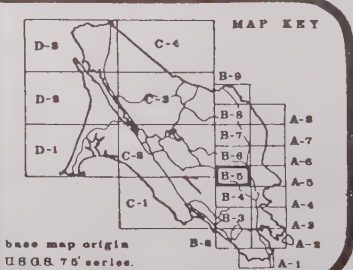 MAP KEY
D-3
C-4
B-9
D-2
C-3
B-8
A-8
B-7
A-7
D-1
B-6
A-6
C-2
B-5
A-5
B-4
A-4
C-1
B-3
A-3
B-2
A-2
A-1
base map origin
U.S.G.S. 7.5' series.